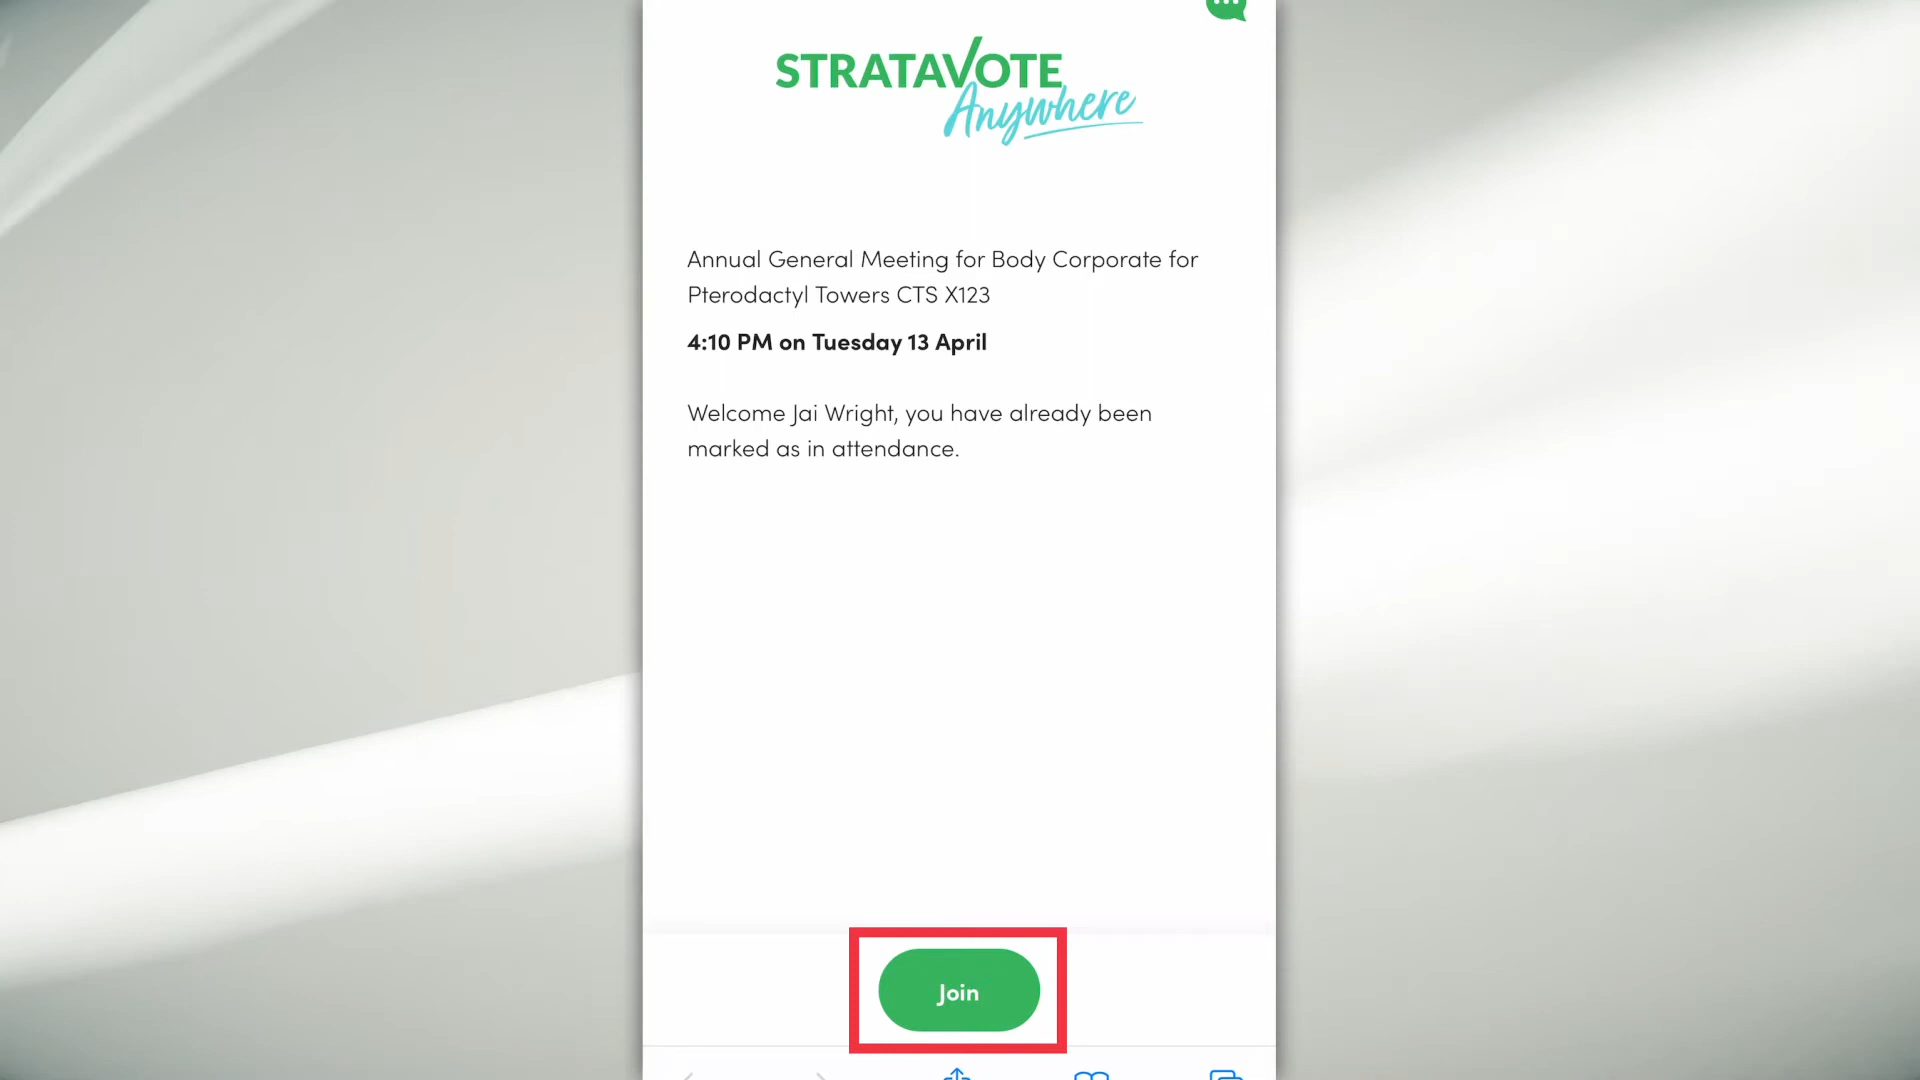 STRATAVOTE
Anywhere
Annual General Meeting for Body Corporate for
Pterodactyl Towers CTS X123
4:10 PM on Tuesday 13 April
Welcome Jai Wright, you have already been
marked as in attendance.
Join